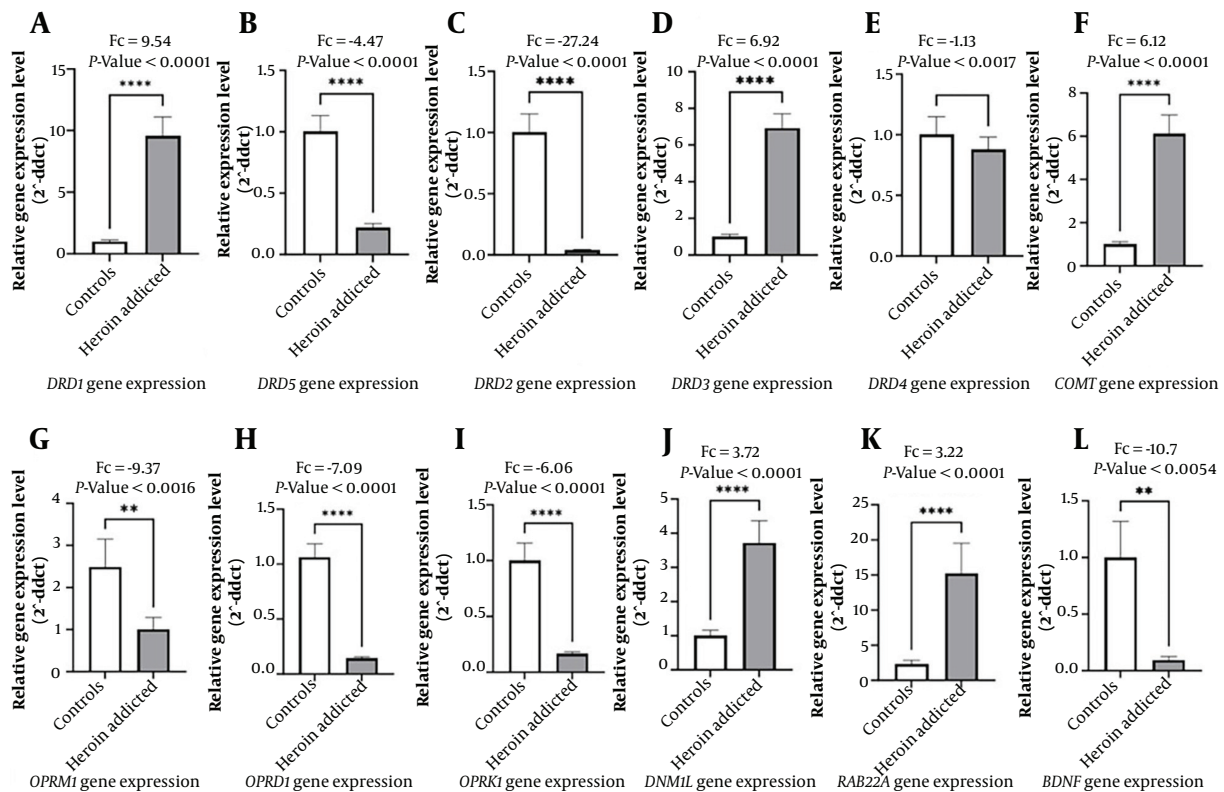 A
Fc = 9.54
P-Value < 0.0001
****
Relative gene expression level
(2^-ddct)
15
10
5
0
Controls
Heroin addicted
DRD1 gene expression
B
Fc = -4.47
P-Value < 0.0001
****
Relative gene expression level
(2^-ddct)
1.5
1.0
0.5
0.0
Controls
Heroin addicted
DRD5 gene expression
C
Fc = -27.24
P-Value < 0.0001
****
Relative gene expression level
(2^-ddct)
1.5
1.0
0.5
0.0
Controls
Heroin addicted
DRD2 gene expression
D
Fc = 6.92
P-Value < 0.0001
****
Relative gene expression level
(2^-ddct)
10
8
6
4
2
0
Controls
Heroin addicted
DRD3 gene expression
E
Fc = -1.13
P-Value < 0.0017
Relative gene expression level
(2^-ddct)
1.5
1.0
0.5
0.0
Controls
Heroin addicted
DRD4 gene expression
F
Fc = 6.12
P-Value < 0.0001
****
Relative gene expression level
(2^-ddct)
8
6
4
2
0
Controls
Heroin addicted
COMT gene expression
G
Fc = -9.37
P-Value < 0.0016
**
Relative gene expression level
(2^-ddct)
4
3
2
1
0
Controls
Heroin addicted
OPRM1 gene expression
H
Fc = -7.09
P-Value < 0.0001
****
Relative gene expression level
(2^-ddct)
1.5
1.0
0.5
0.0
Controls
Heroin addicted
OPRD1 gene expression
I
Fc = -6.06
P-Value < 0.0001
****
Relative gene expression level
(2^-ddct)
1.5
1.0
0.5
0.0
Controls
Heroin addicted
OPRK1 gene expression
J
Fc = 3.72
P-Value < 0.0001
****
Relative gene expression level
(2^-ddct)
5
4
3
2
1
0
Controls
Heroin addicted
DNM1L gene expression
K
Fc = 3.22
P-Value < 0.0001
****
Relative gene expression level
(2^-ddct)
25
20
15
10
5
0
Controls
Heroin addicted
RAB22A gene expression
L
Fc = -10.7
P-Value < 0.0054
**
Relative gene expression level
(2^-ddct)
1.5
1.0
0.5
0.0
Controls
Heroin addicted
BDNF gene expression